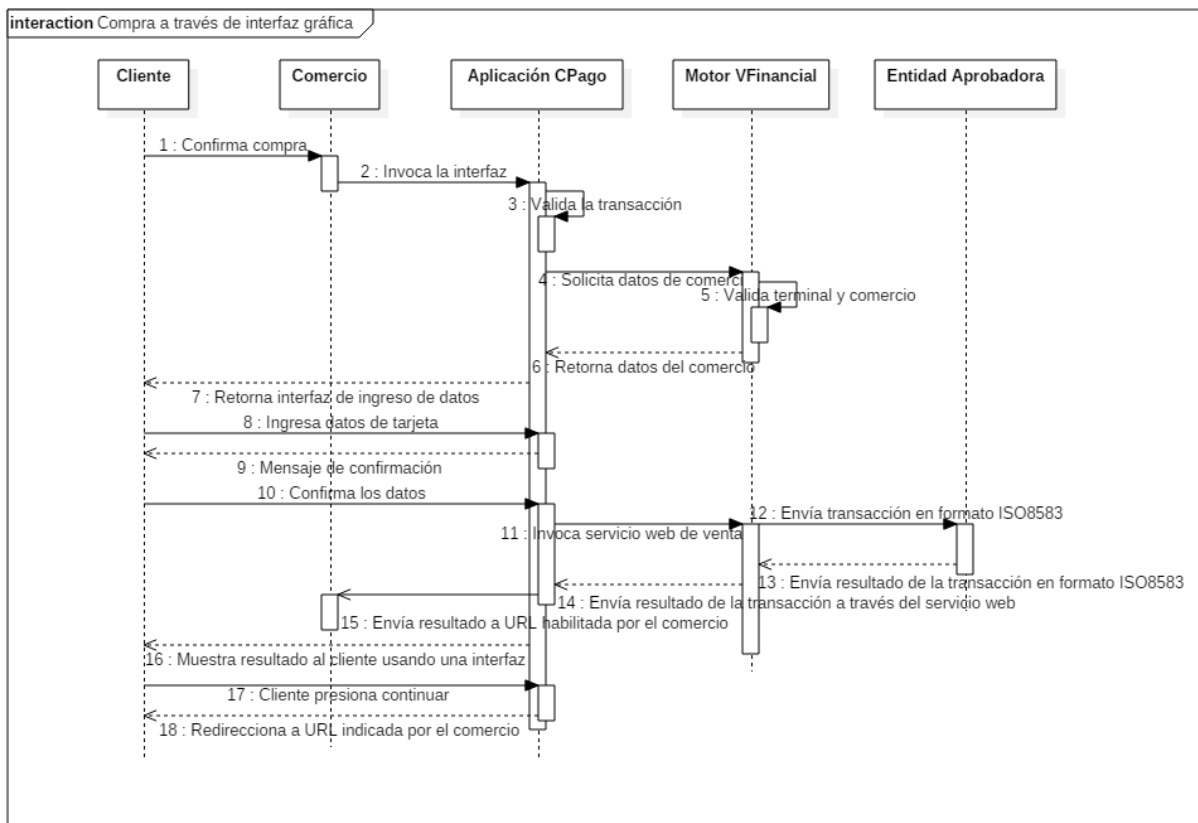 interaction Compra a través de interfaz gráfica
Cliente
Comercio
Aplicación CPago
Motor VFinancial
Entidad Aprobadora
1 : Confirma compra
2 : Invoca la interfaz
3 : Valida la transacción
4 : Solicita datos de comerci
5 : Valida terminal y comercio
6 : Retorna datos del comercio
7 : Retorna interfaz de ingreso de datos
8 : Ingresa datos de tarjeta
9 : Mensaje de confirmación
10 : Confirma los datos
11 : Invoca servicio web de venta
12 : Envía transacción en formato ISO8583
13 : Envía resultado de la transacción en formato ISO8583
14 : Envía resultado de la transacción a través del servicio web
15 : Envía resultado a URL habilitada por el comercio
16 : Muestra resultado al cliente usando una interfaz
17 : Cliente presiona continuar
18 : Redirecciona a URL indicada por el comercio